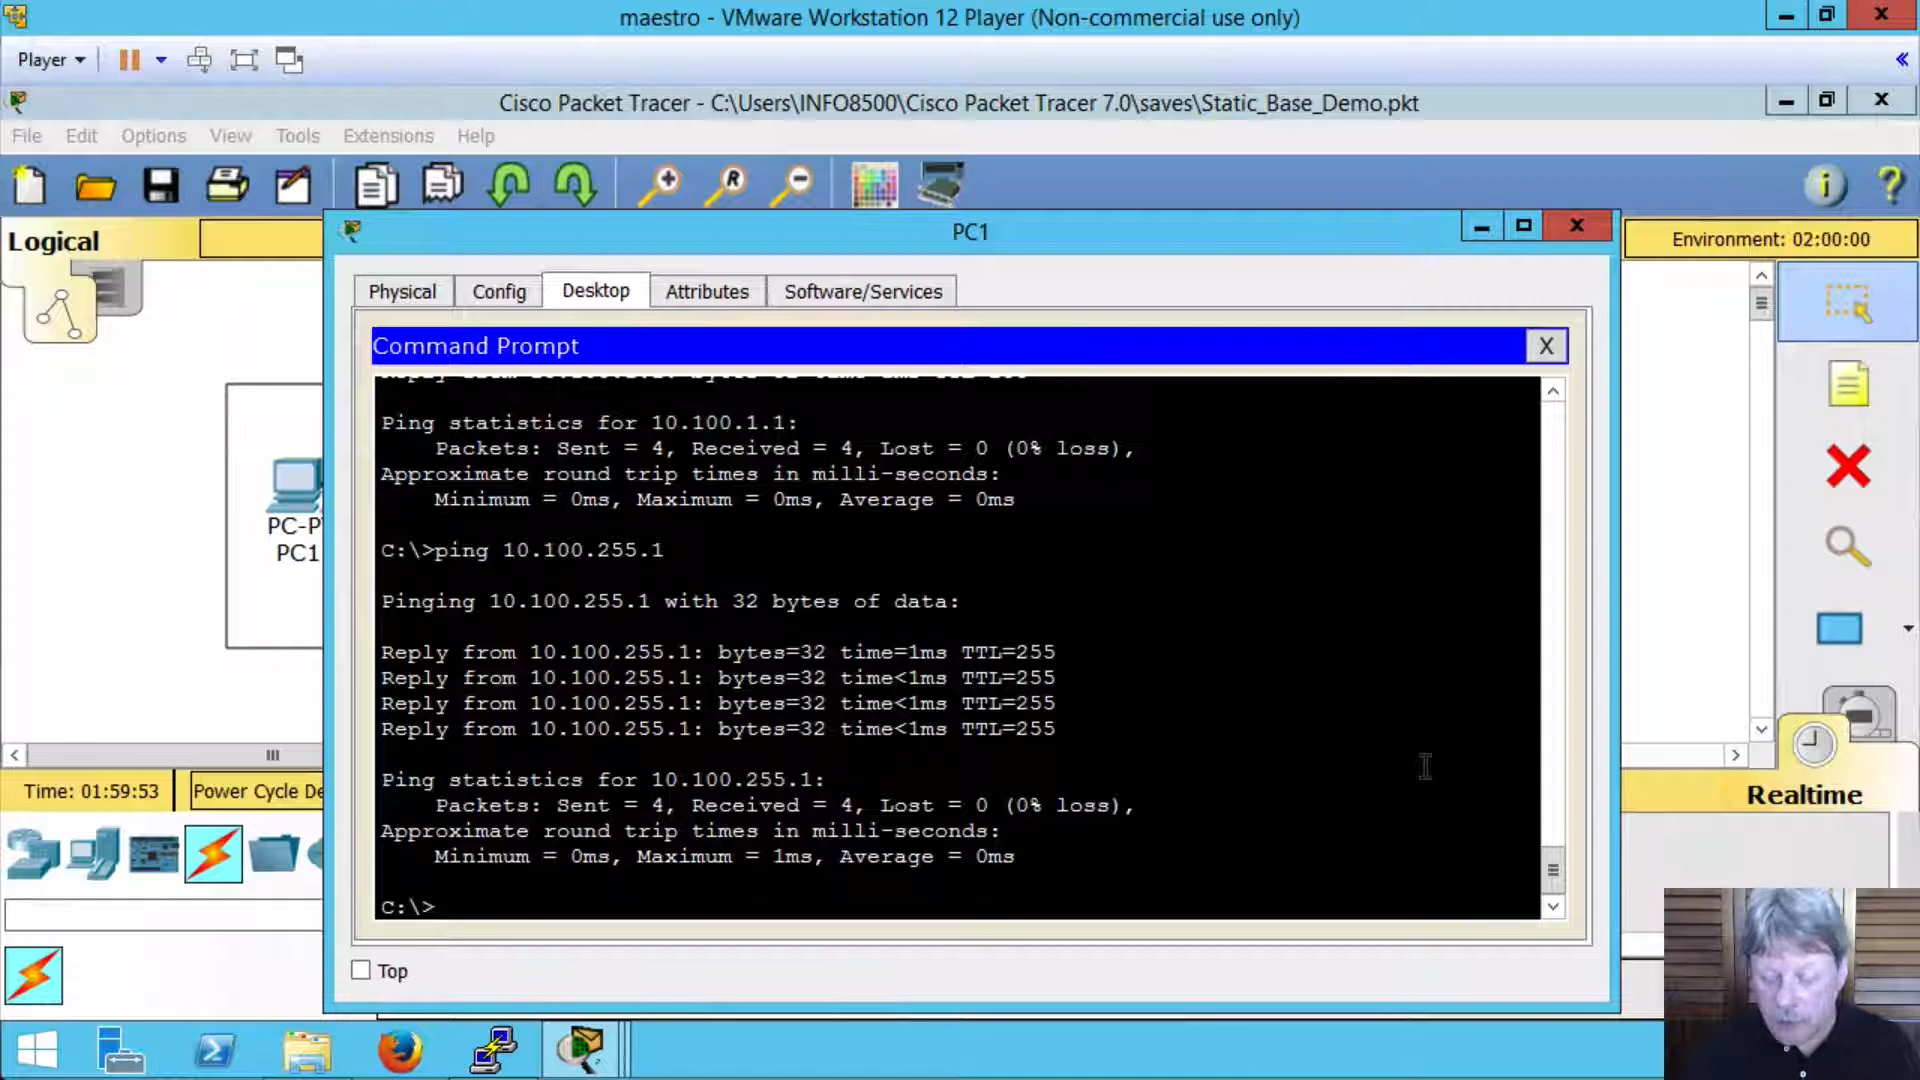 maestro - VMware Workstation 12 Player (Non-commercial use only)
Player
Cisco Packet Tracer - C:\Users\INFO8500\Cisco Packet Tracer 7.0\saves\Static_Base_Demo.pkt
File Edit Options View Tools Extensions Help
Logical
PC1
Environment: 02:00:00
Physical Config Desktop Attributes Software/Services
Command Prompt
X
Ping statistics for 10.100.1.1:
Packets: Sent = 4, Received = 4, Lost = 0 (0% loss),
Approximate round trip times in milli-seconds:
Minimum = 0ms, Maximum = 0ms, Average = 0ms
C:\>ping 10.100.255.1
Pinging 10.100.255.1 with 32 bytes of data:
Reply from 10.100.255.1: bytes=32 time=1ms TTL=255
Reply from 10.100.255.1: bytes=32 time<1ms TTL=255
Reply from 10.100.255.1: bytes=32 time<1ms TTL=255
Reply from 10.100.255.1: bytes=32 time<1ms TTL=255
Ping statistics for 10.100.255.1:
Packets: Sent = 4, Received = 4, Lost = 0 (0% loss),
Approximate round trip times in milli-seconds:
Minimum = 0ms, Maximum = 1ms, Average = 0ms
C:\>
PC-P
PC1
Time: 01:59:53
Power Cycle De
Realtime
Top